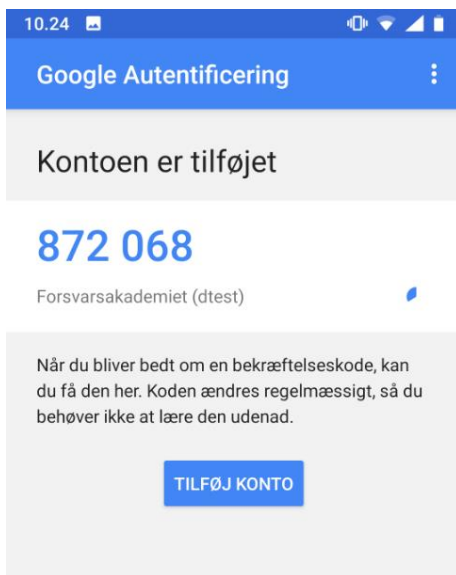 10.24
Google Autentificering
Kontoen er tilføjet
872 068
Forsvarsakademiet (dtest)
Når du bliver bedt om en bekræftelseskode, kan
du få den her. Koden ændres regelmæssigt, så du
behøver ikke at lære den udenad.
TILFØJ KONTO